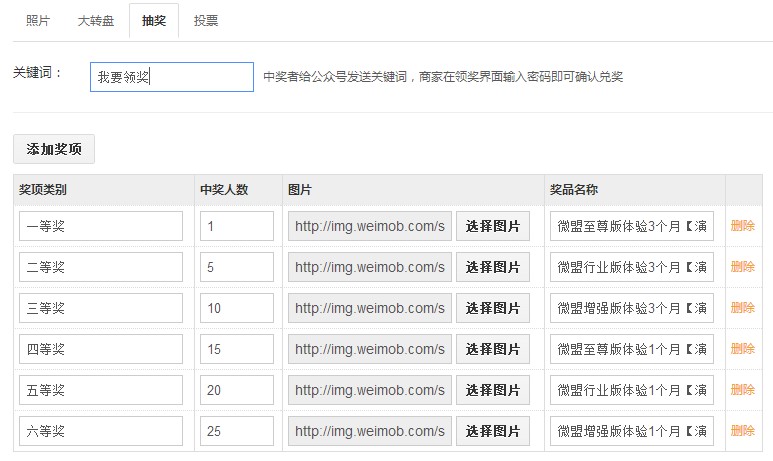 照片 大转盘 抽奖 投票
关键词： 我要领奖 中奖者给公众号发送关键词，商家在领奖界面输入密码即可确认兑奖
添加奖项
奖项类别 中奖人数 图片 奖品名称
一等奖 1 http://img.weimob.com/s 选择图片 微盟至尊版体验3个月【演 删除
二等奖 5 http://img.weimob.com/s 选择图片 微盟行业版体验3个月【演 删除
三等奖 10 http://img.weimob.com/s 选择图片 微盟增强版体验3个月【演 删除
四等奖 15 http://img.weimob.com/s 选择图片 微盟至尊版体验1个月【演 删除
五等奖 20 http://img.weimob.com/s 选择图片 微盟行业版体验1个月【演 删除
六等奖 25 http://img.weimob.com/s 选择图片 微盟增强版体验1个月【演 删除